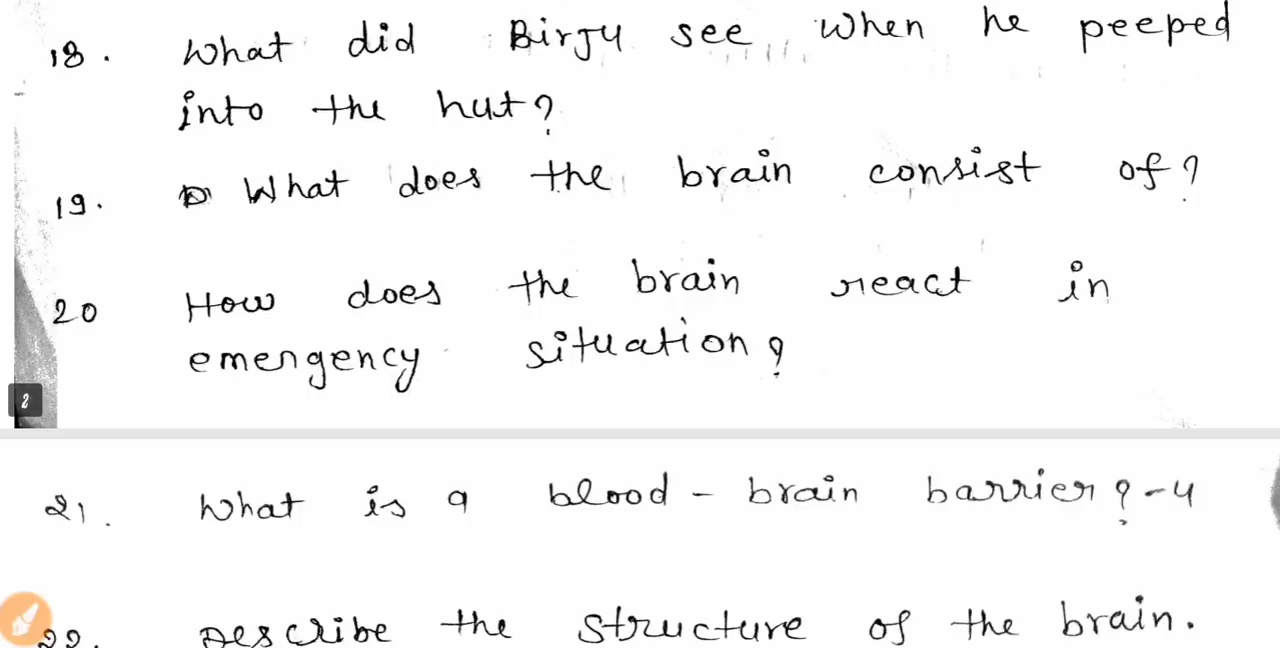 18. What did Birju see when he peeped
into the hut?
19. What does the brain consist of?
20 How does the brain react in
emergency situation?
2
21. What is a blood - brain barrier? - 4
22. Describe the structure of the brain.